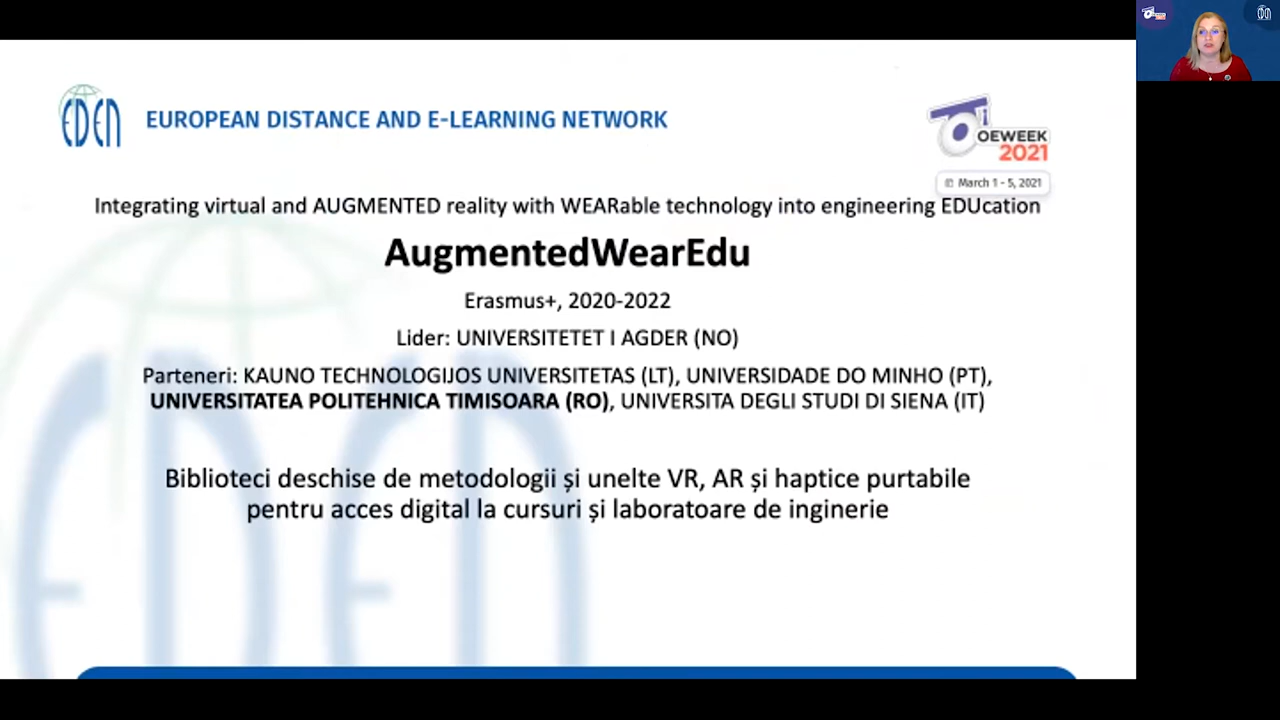 EDEN
EUROPEAN DISTANCE AND E-LEARNING NETWORK
OEWEEK
2021
March 1 - 5, 2021
Integrating virtual and AUGMENTED reality with WEARable technology into engineering EDUcation
AugmentedWearEdu
Erasmus+, 2020-2022
Lider: UNIVERSITETET I AGDER (NO)
Parteneri: KAUNO TECHNOLOGIJOS UNIVERSITETAS (LT), UNIVERSIDADE DO MINHO (PT),
UNIVERSITATEA POLITEHNICA TIMISOARA (RO), UNIVERSITA DEGLI STUDI DI SIENA (IT)
Biblioteci deschise de metodologii și unelte VR, AR și haptice purtabile
pentru acces digital la cursuri și laboratoare de inginerie